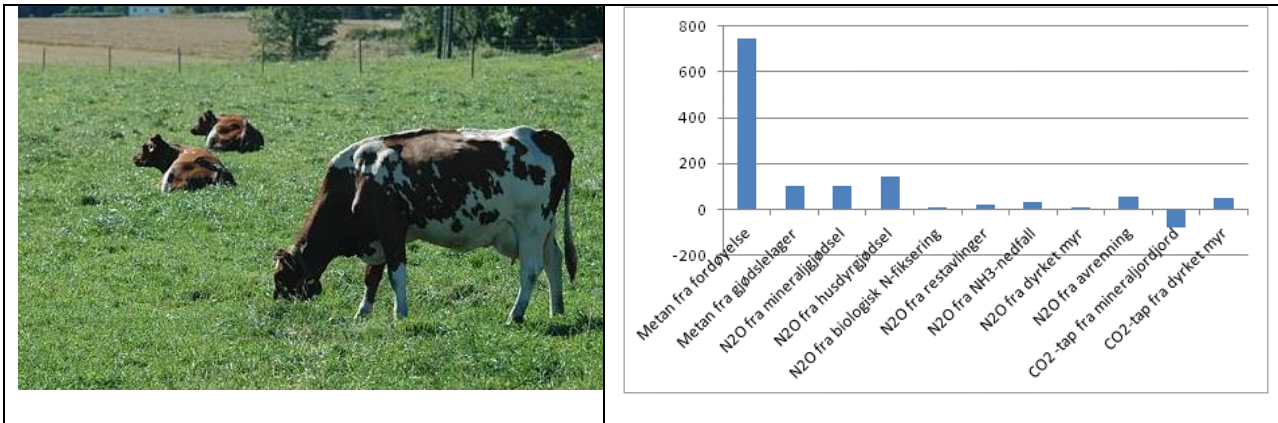 800
600
400
200
0
-200
Metan fra fordøyelse
Metan fra gjødslelager
N2O fra mineraljgjødsel
N2O fra husdyrgjødsel
N2O fra biologisk N-fiksering
N2O fra restavlinger
N2O fra NH3-nedfall
N2O fra dyrket myr
N2O fra avrenning
CO2 -tap fra mineraljordjord
CO2-tap fra dyrket myr